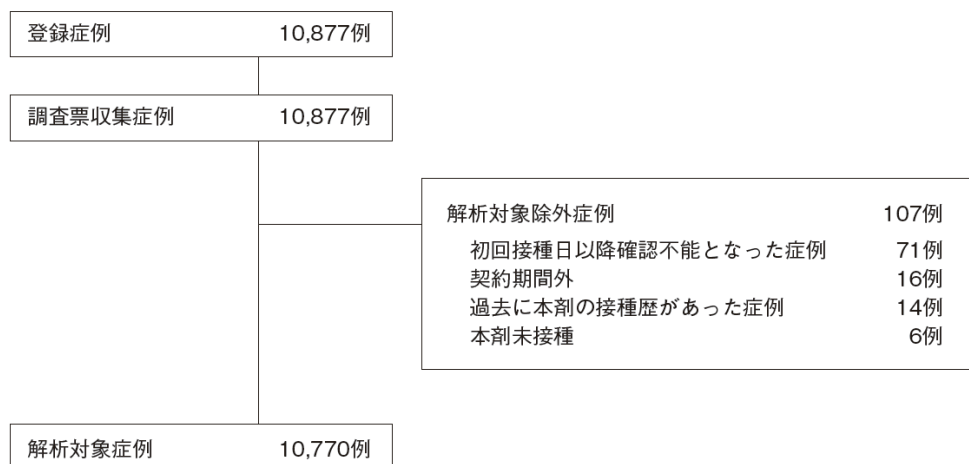 登録症例 10,877例
調査票収集症例 10,877例
解析対象除外症例 107例
初回接種日以降確認不能となった症例 71例
契約期間外 16例
過去に本剤の接種歴があった症例 14例
本剤未接種 6例
解析対象症例 10,770例